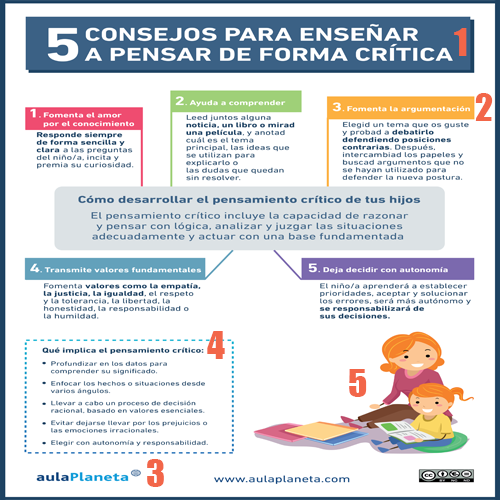 5 CONSEJOS PARA ENSEÑAR
A PENSAR DE FORMA CRÍTICA
1
1. Fomenta el amor
por el conocimiento
Responde siempre
de forma sencilla y
clara a las preguntas
del niño/a, incita y
premia su curiosidad.
2. Ayuda a comprender
Leed juntos alguna
noticia, un libro o mirad
una película, y anotad
cuál es el tema
principal, las ideas que
se utilizan para
explicarlo o
las dudas que quedan
sin resolver.
3. Fomenta la argumentación
2
Elegid un tema que os guste
y probad a debatirlo
defendiendo posiciones
contrarias. Después,
intercambiad los papeles y
buscad argumentos que no
se hayan utilizado para
defender la nueva postura.
Cómo desarrollar el pensamiento crítico de tus hijos
El pensamiento crítico incluye la capacidad de razonar
y pensar con lógica, analizar y juzgar las situaciones
adecuadamente y actuar con una base fundamentada
4. Transmite valores fundamentales
Fomenta valores como la empatía,
la justicia, la igualdad, el respeto
y la tolerancia, la libertad, la
honestidad, la responsabilidad o
la humildad.
5. Deja decidir con autonomía
El niño/a aprenderá a establecer
prioridades, aceptar y solucionar
los errores, será más autónomo y
se responsabilizará de
sus decisiones.
Qué implica el pensamiento crítico:
4
• Profundizar en los datos para
comprender su significado.
• Enfocar los hechos o situaciones desde
varios ángulos.
• Llevar a cabo un proceso de decisión
racional, basado en valores esenciales.
• Evitar dejarse llevar por los prejuicios o
las emociones irracionales.
• Elegir con autonomía y responsabilidad.
5
aulaPlaneta
3
www.aulaplaneta.com
CC
BY NC ND